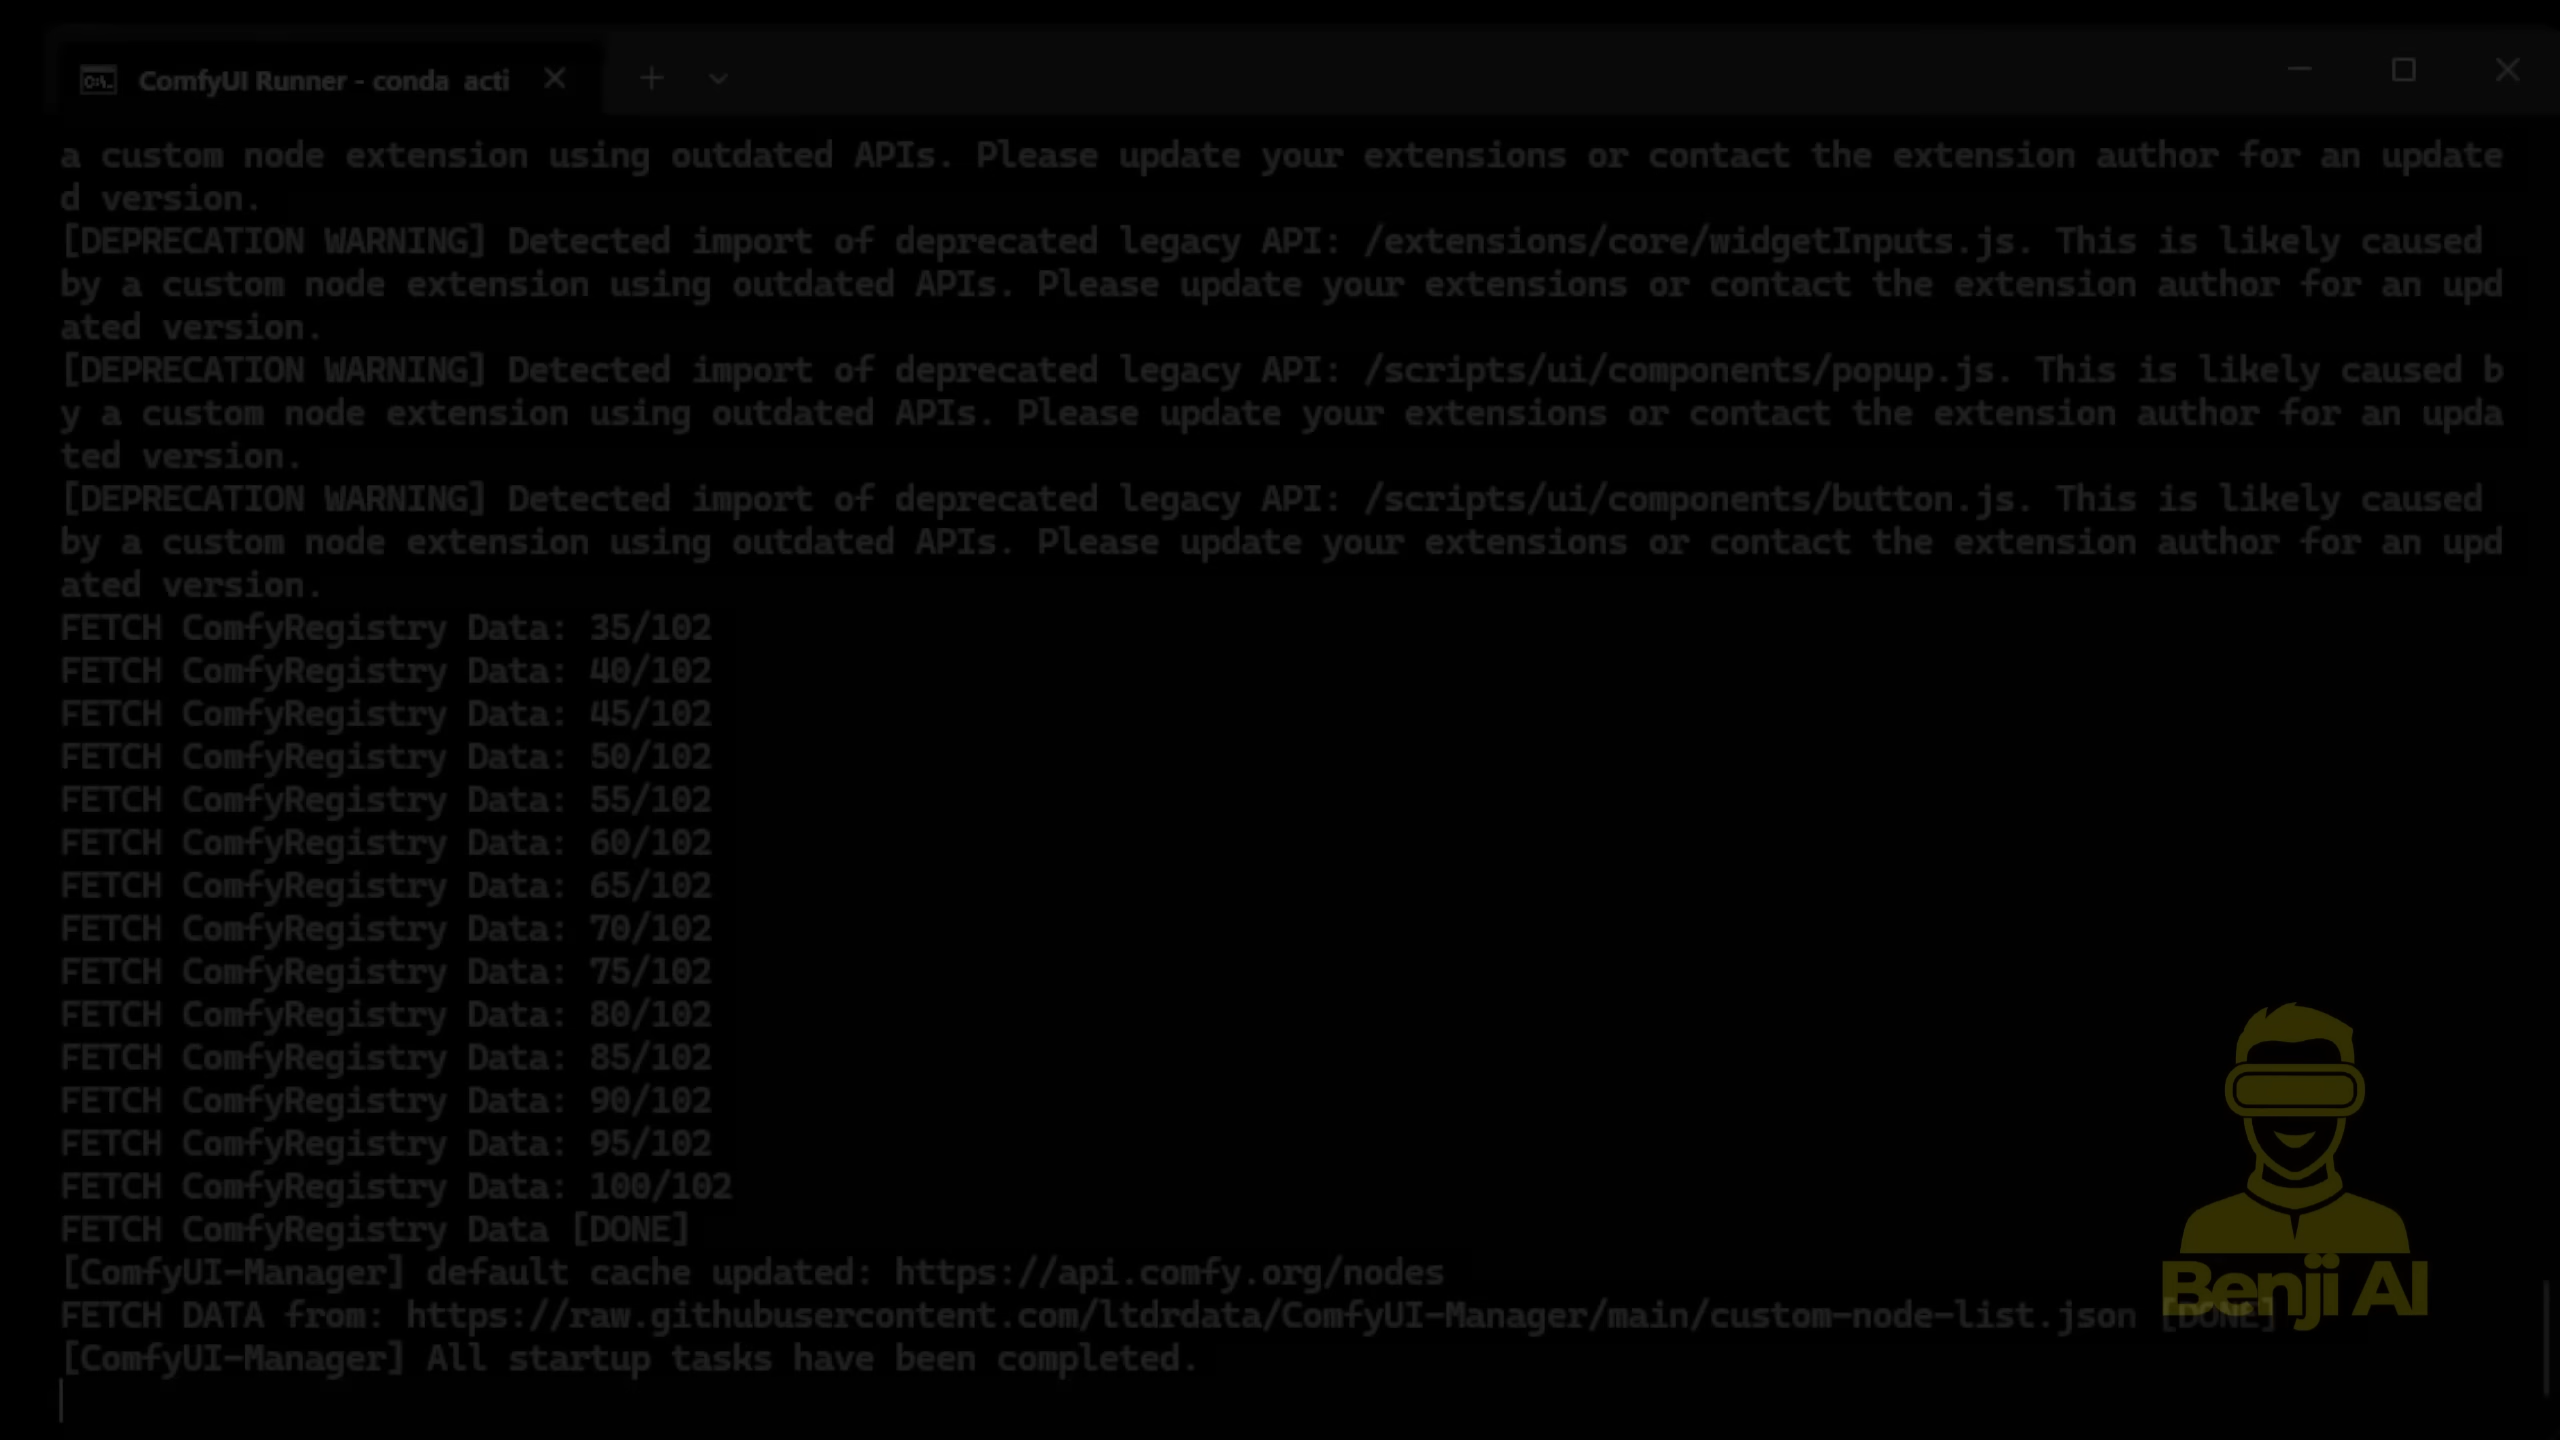 ComfyUI Runner - conda acti
a custom node extension using outdated APIs. Please update your extensions or contact the extension author for an update
d version.
[DEPRECATION WARNING] Detected import of deprecated legacy API: /extensions/core/widgetInputs.js. This is likely caused
by a custom node extension using outdated APIs. Please update your extensions or contact the extension author for an upd
ated version.
[DEPRECATION WARNING] Detected import of deprecated legacy API: /scripts/ui/components/popup.js. This is likely caused b
y a custom node extension using outdated APIs. Please update your extensions or contact the extension author for an upda
ted version.
[DEPRECATION WARNING] Detected import of deprecated legacy API: /scripts/ui/components/button.js. This is likely caused
by a custom node extension using outdated APIs. Please update your extensions or contact the extension author for an upd
ated version.
FETCH ComfyRegistry Data: 35/102
FETCH ComfyRegistry Data: 40/102
FETCH ComfyRegistry Data: 45/102
FETCH ComfyRegistry Data: 50/102
FETCH ComfyRegistry Data: 55/102
FETCH ComfyRegistry Data: 60/102
FETCH ComfyRegistry Data: 65/102
FETCH ComfyRegistry Data: 70/102
FETCH ComfyRegistry Data: 75/102
FETCH ComfyRegistry Data: 80/102
FETCH ComfyRegistry Data: 85/102
FETCH ComfyRegistry Data: 90/102
FETCH ComfyRegistry Data: 95/102
FETCH ComfyRegistry Data: 100/102
FETCH ComfyRegistry Data [DONE]
[ComfyUI-Manager] default cache updated: https://api.comfy.org/nodes
FETCH DATA from: https://raw.githubusercontent.com/ltdrdata/ComfyUI-Manager/main/custom-node-list.json [DONE]
[ComfyUI-Manager] All startup tasks have been completed.
Benji AI